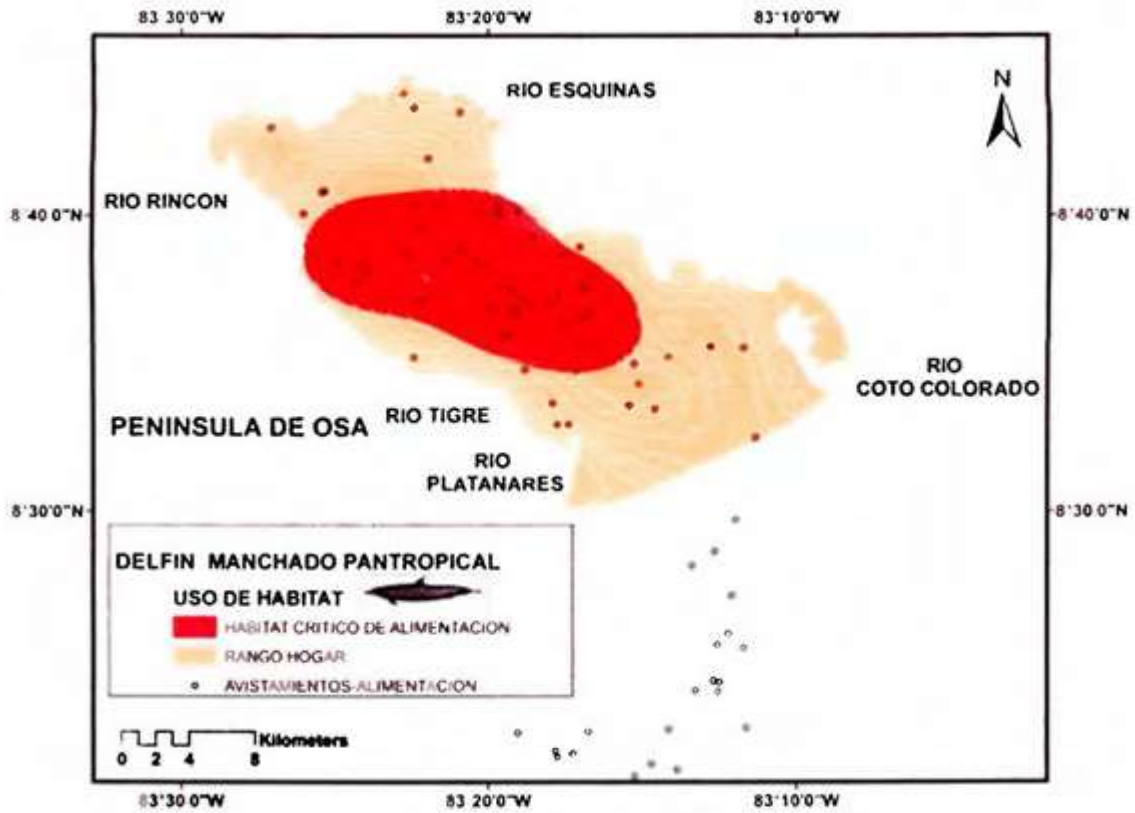 83 30'0"W 83'20'0"W 83'10'0"W
N
RIO ESQUINAS
RIO RINCON
8'40 0"N 8'40'0"N
RIO
COTO COLORADO
RIO TIGRE
PENINSULA DE OSA
RIO
PLATANARES
8'30'0"N 8'30'0"N
DELFIN MANCHADO PANTROPICAL
USO DE HABITAT
HABITAT CRITICO DE ALIMENTACION
RANGO HOGAR
AVISTAMIENTOS-ALIMENTACION
Kilometers
0 2 4 8
83'30'0"W 83 20'0"W 83'10'0"W